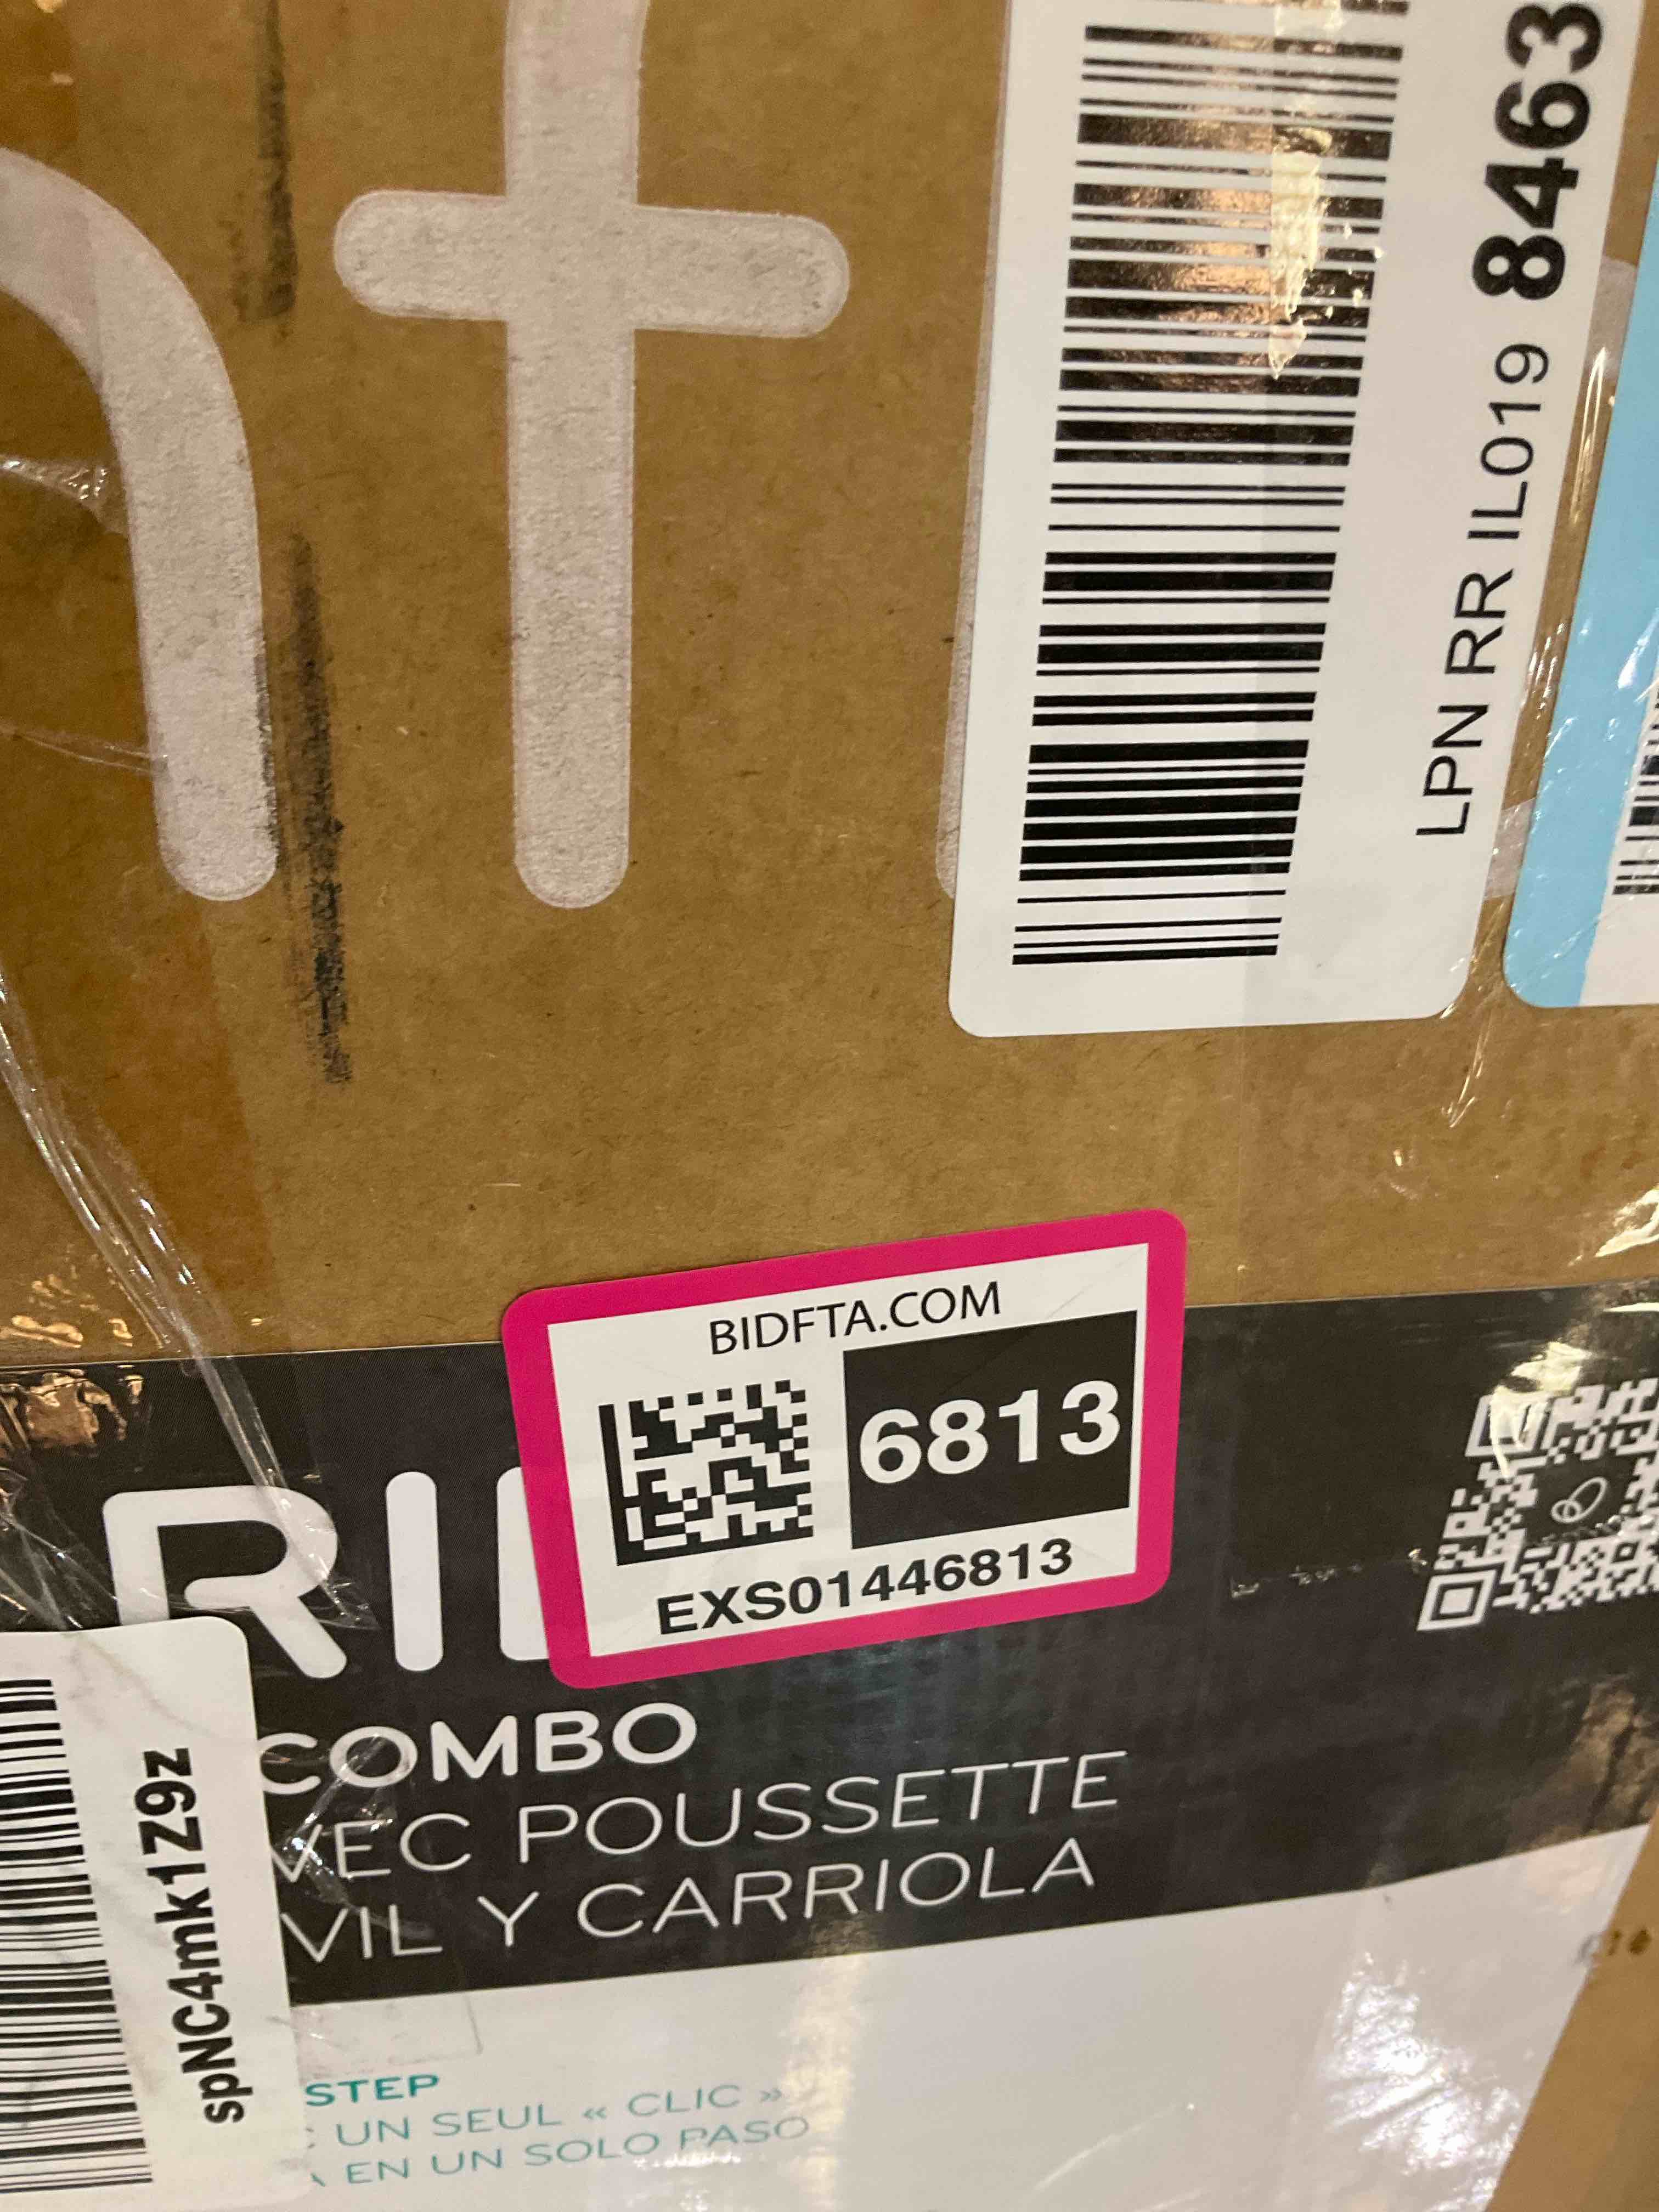 nt
LPN RR IL019 8463
BIDFTA.COM
6813
EXS01446813
RI
COMBO
VEC POUSSETTE
VIL Y CARRIOLA
spNC4mk1Z9z
STEP
UN SEUL « CLIC »
EN UN SOLO PASO